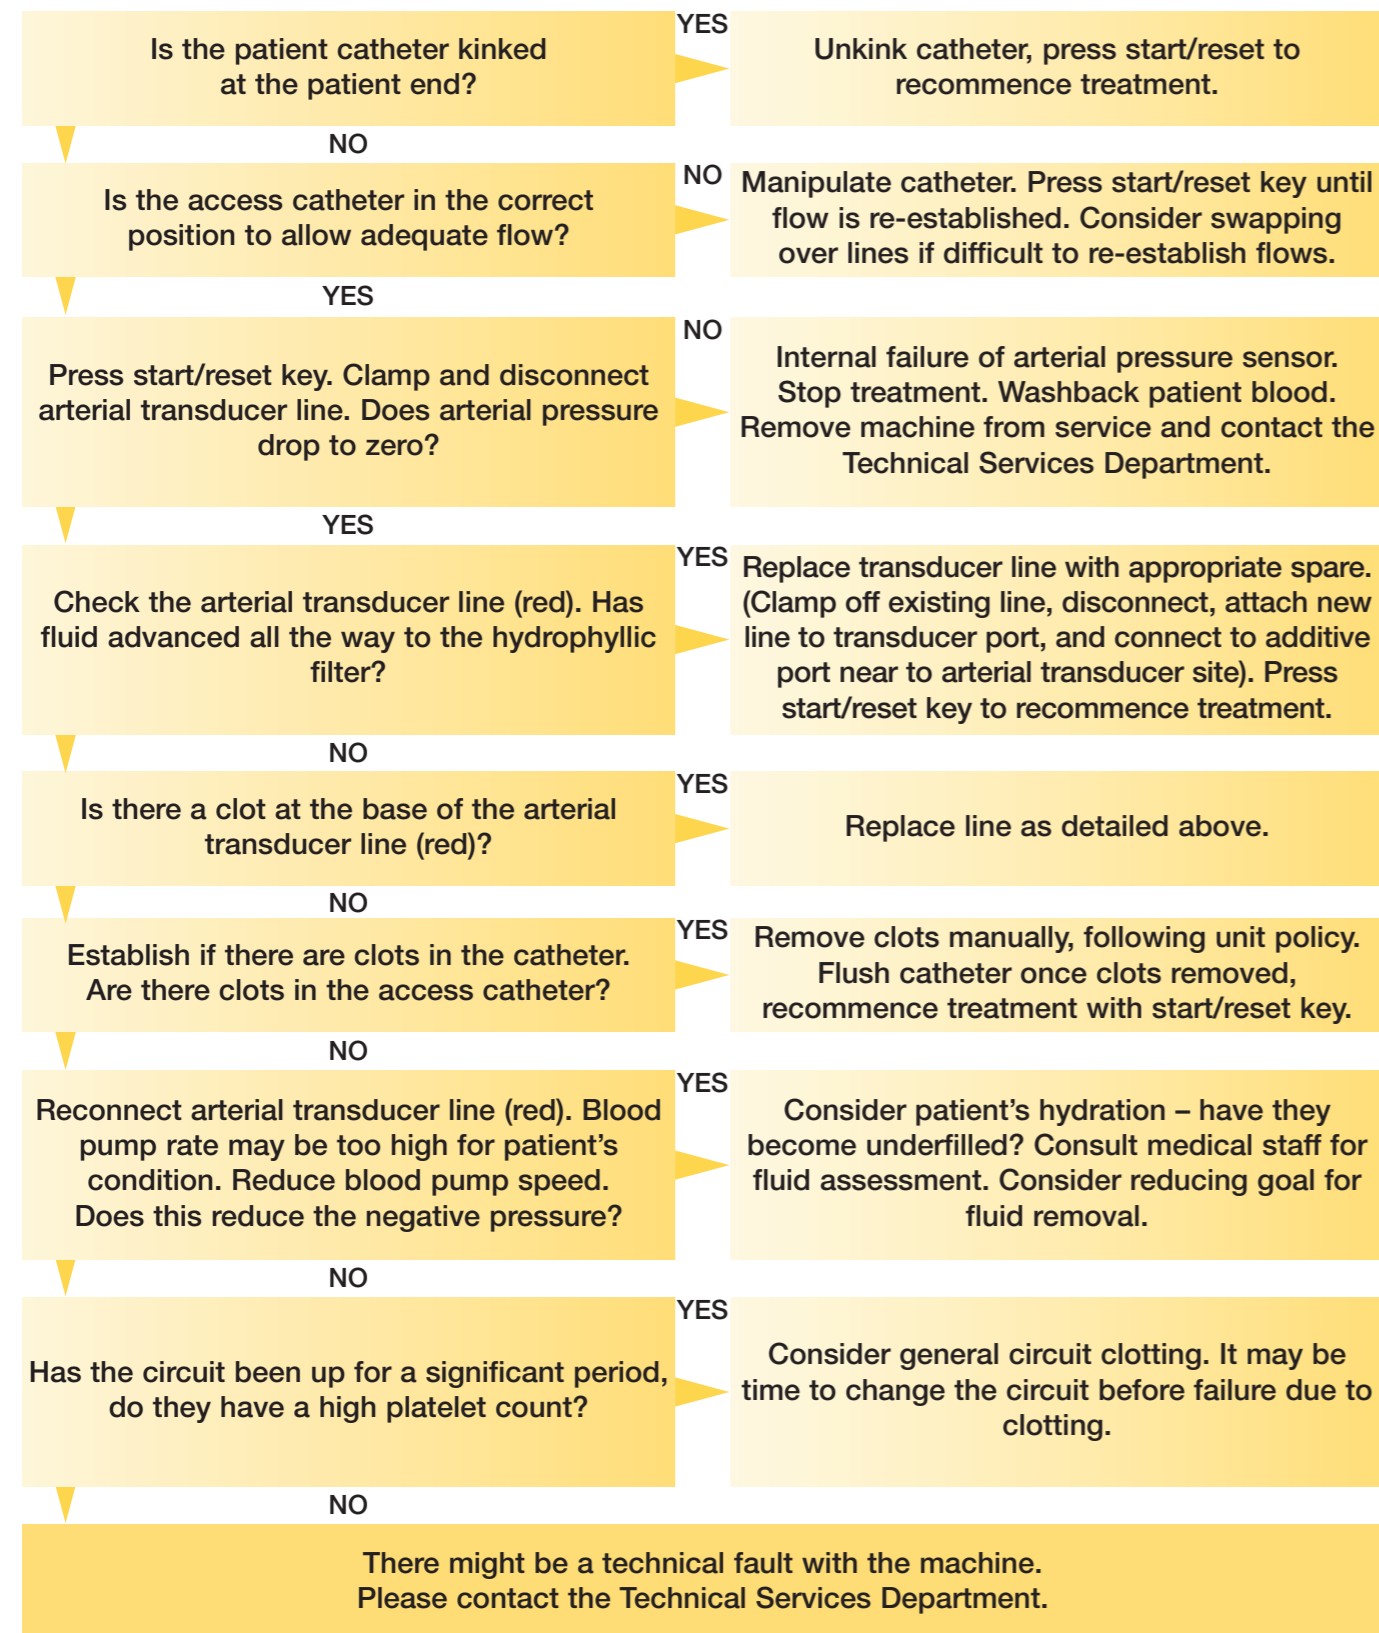 Is the patient catheter kinked
at the patient end?
YES
Unkink catheter, press start/reset to
recommence treatment.
NO
Is the access catheter in the correct
position to allow adequate flow?
NO
Manipulate catheter. Press start/reset key until
flow is re-established. Consider swapping
over lines if difficult to re-establish flows.
YES
Press start/reset key. Clamp and disconnect
arterial transducer line. Does arterial pressure
drop to zero?
NO
Internal failure of arterial pressure sensor.
Stop treatment. Washback patient blood.
Remove machine from service and contact the
Technical Services Department.
YES
Check the arterial transducer line (red). Has
fluid advanced all the way to the hydrophyllic
filter?
YES
Replace transducer line with appropriate spare.
(Clamp off existing line, disconnect, attach new
line to transducer port, and connect to additive
port near to arterial transducer site). Press
start/reset key to recommence treatment.
NO
Is there a clot at the base of the arterial
transducer line (red)?
YES
Replace line as detailed above.
NO
Establish if there are clots in the catheter.
Are there clots in the access catheter?
YES
Remove clots manually, following unit policy.
Flush catheter once clots removed,
recommence treatment with start/reset key.
NO
Reconnect arterial transducer line (red). Blood
pump rate may be too high for patient's
condition. Reduce blood pump speed.
Does this reduce the negative pressure?
YES
Consider patient's hydration – have they
become underfilled? Consult medical staff for
fluid assessment. Consider reducing goal for
fluid removal.
NO
Has the circuit been up for a significant period,
do they have a high platelet count?
YES
Consider general circuit clotting. It may be
time to change the circuit before failure due to
clotting.
NO
There might be a technical fault with the machine.
Please contact the Technical Services Department.